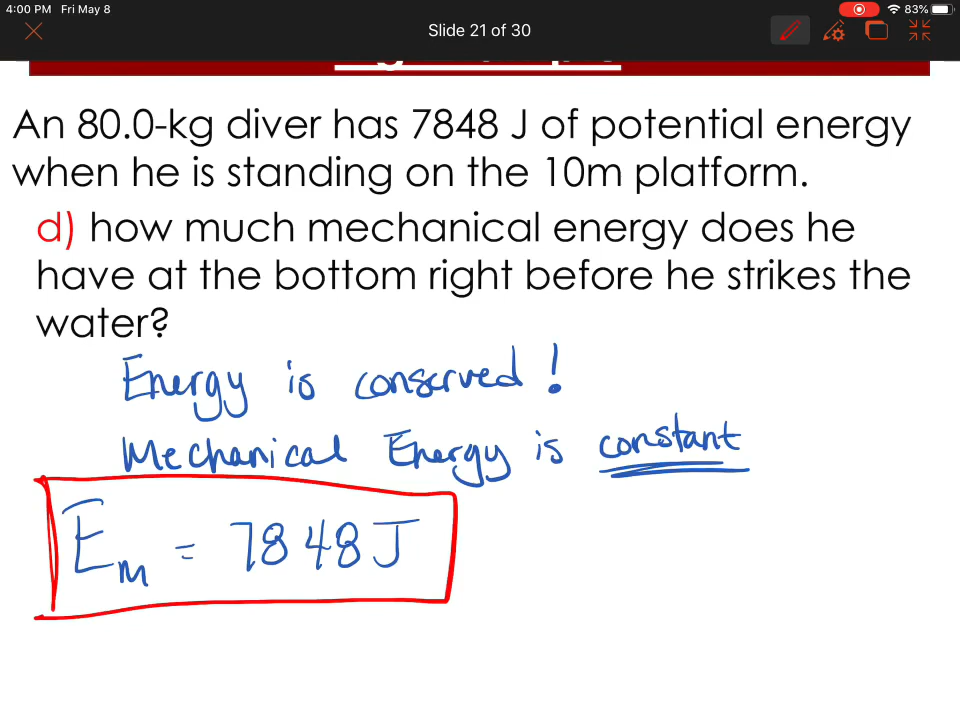 4:00 PM Fri May 8
83%
Slide 21 of 30
An 80.0-kg diver has 7848 J of potential energy
when he is standing on the 10m platform.
d) how much mechanical energy does he
have at the bottom right before he strikes the
water?
Energy is conserved!
Mechanical Energy is constant
Em = 7848 J